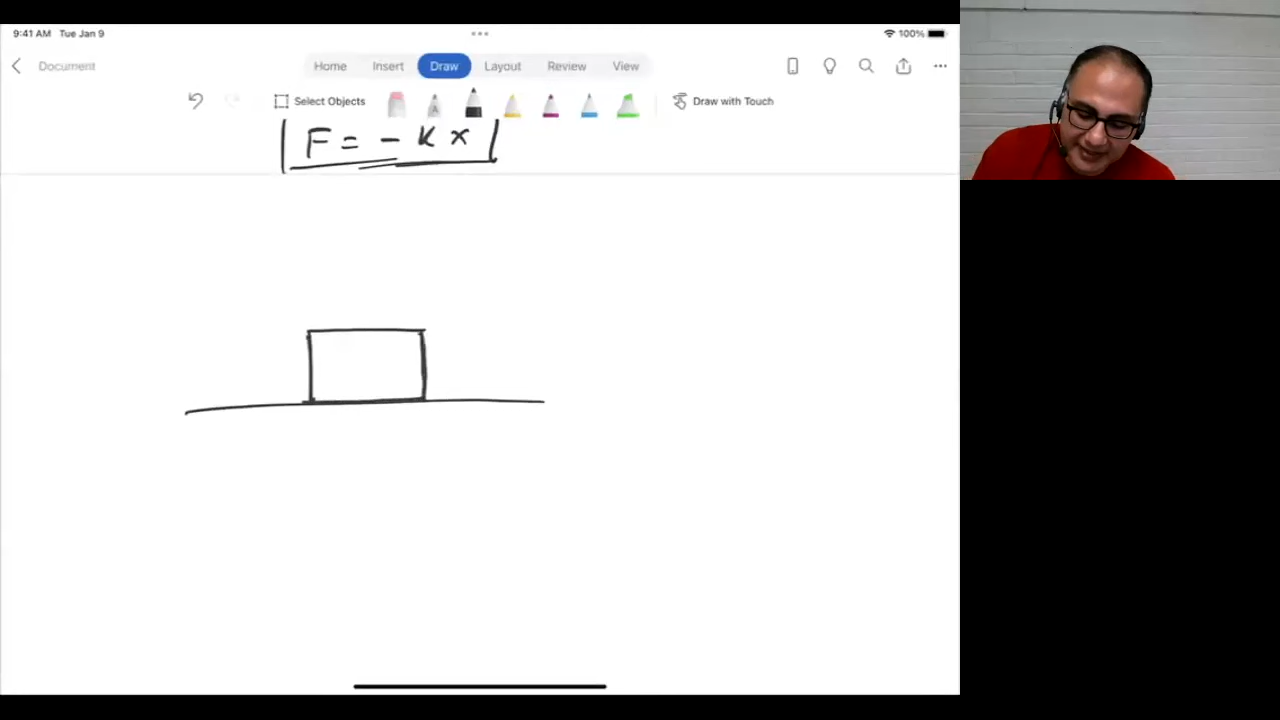 9:41 AM Tue Jan 9
100%
Document
Home Insert Draw Layout Review View
A
Select Objects
Draw with Touch
F = - K x